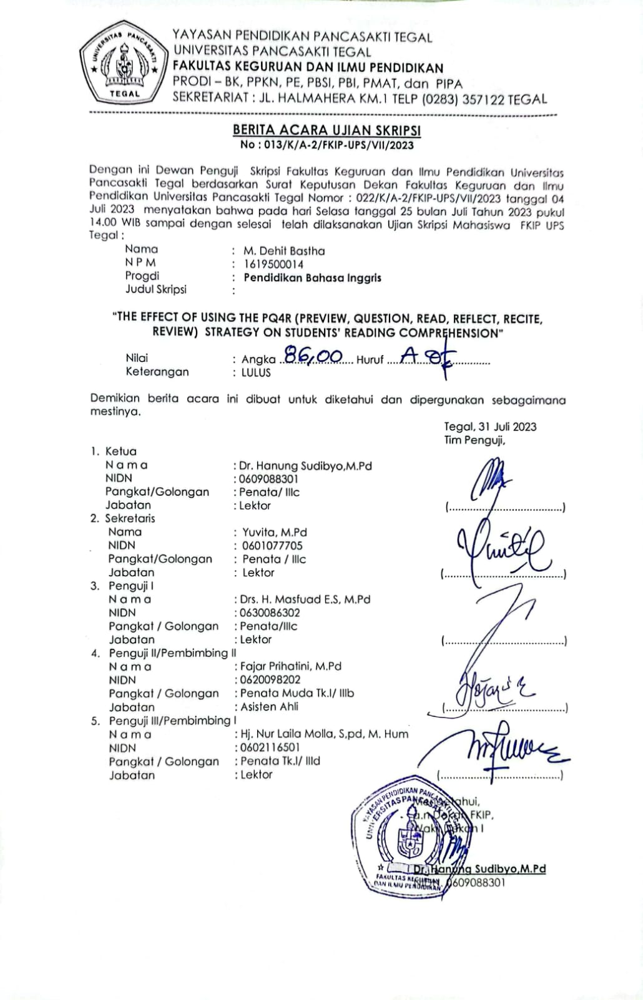 UNIVERSITAS PANCASAKTI
TEGAL
YAYASAN PENDIDIKAN PANCASAKTI TEGAL
UNIVERSITAS PANCASAKTI TEGAL
FAKULTAS KEGURUAN DAN ILMU PENDIDIKAN
PRODI – BK, PPKN, PE, PBSI, PBI, PMAT, dan PIPA
SEKRETARIAT : JL. HALMAHERA KM.1 TELP (0283) 357122 TEGAL
BERITA ACARA UJIAN SKRIPSI
No : 013/K/A-2/FKIP-UPS/VII/2023
Dengan ini Dewan Penguji Skripsi Fakultas Keguruan dan Ilmu Pendidikan Universitas
Pancasakti Tegal berdasarkan Surat Keputusan Dekan Fakultas Keguruan dan Ilmu
Pendidikan Universitas Pancasakti Tegal Nomor : 022/K/A-2/FKIP-UPS/VII/2023 tanggal 04
Juli 2023 menyatakan bahwa pada hari Selasa tanggal 25 bulan Juli Tahun 2023 pukul
14.00 WIB sampai dengan selesai telah dilaksanakan Ujian Skripsi Mahasiswa FKIP UPS
Tegal :
Nama : M. Dehit Bastha
N P M : 1619500014
Progdi : Pendidikan Bahasa Inggris
Judul Skripsi :
"THE EFFECT OF USING THE PQ4R (PREVIEW, QUESTION, READ, REFLECT, RECITE,
REVIEW) STRATEGY ON STUDENTS' READING COMPREHENSION"
Nilai : Angka ..86,00.... Huruf ....A..............
Keterangan : LULUS
Demikian berita acara ini dibuat untuk diketahui dan dipergunakan sebagaimana
mestinya.
Tegal, 31 Juli 2023
Tim Penguji,
1. Ketua
N a m a : Dr. Hanung Sudibyo,M.Pd
NIDN : 0609088301
Pangkat/Golongan : Penata/ IIIc
Jabatan : Lektor (....................................)
2. Sekretaris
Nama : Yuvita, M.Pd
NIDN : 0601077705
Pangkat/Golongan : Penata / IIIc
Jabatan : Lektor (....................................)
3. Penguji I
N a m a : Drs. H. Masfuad E.S, M.Pd
NIDN : 0630086302
Pangkat / Golongan : Penata/IIIc
Jabatan : Lektor (....................................)
4. Penguji II/Pembimbing II
N a m a : Fajar Prihatini, M.Pd
NIDN : 0620098202
Pangkat / Golongan : Penata Muda Tk.I/ IIIb
Jabatan : Asisten Ahli (....................................)
5. Penguji III/Pembimbing I
N a m a : Hj. Nur Laila Molla, S,pd, M. Hum
NIDN : 0602116501
Pangkat / Golongan : Penata Tk.I/ IIId
Jabatan : Lektor (....................................)
Mengetahui,
a.n Dekan FKIP,
Wakil Dekan I
Dr. Hanung Sudibyo,M.Pd
NIDN. 0609088301
YAYASAN PENDIDIKAN PANCASAKTI TEGAL
UNIVERSITAS PANCASAKTI TEGAL
FAKULTAS KEGURUAN
DAN ILMU PENDIDIKAN